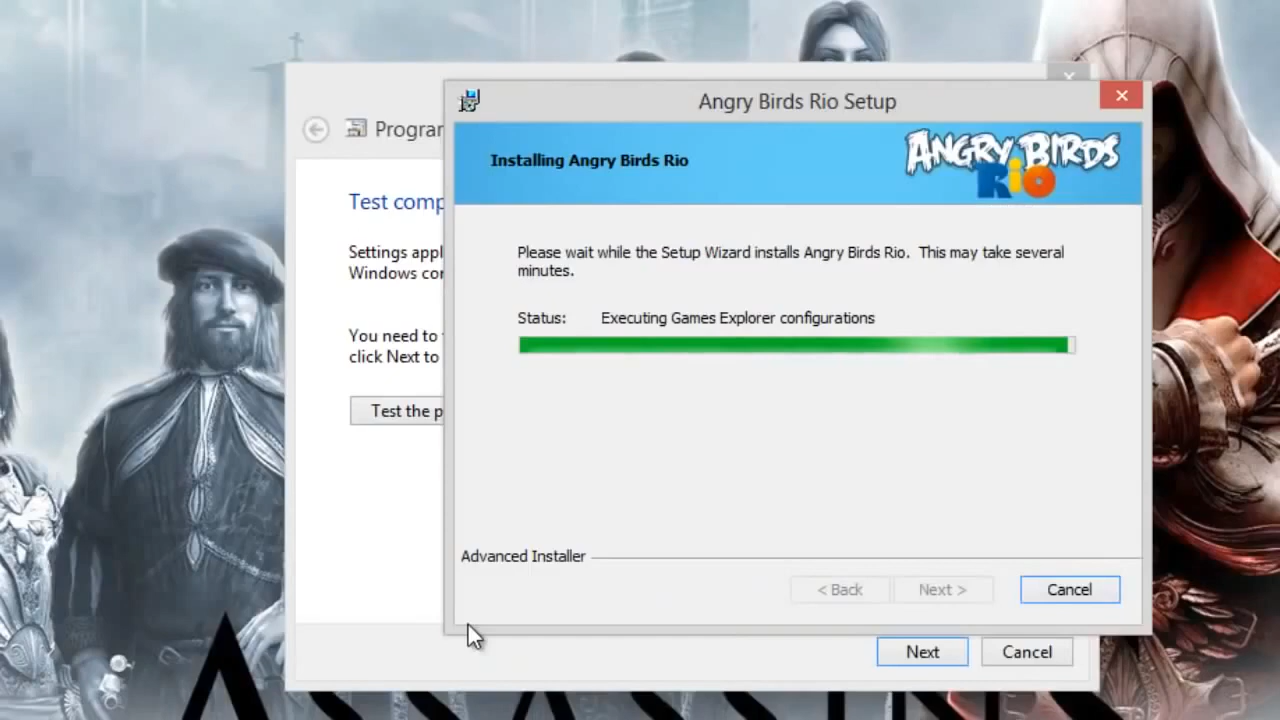 Angry Birds Rio Setup
Installing Angry Birds Rio
ANGRY BIRDS
RIO
Please wait while the Setup Wizard installs Angry Birds Rio.  This may take several
minutes.
Status: Executing Games Explorer configurations
Advanced Installer
< Back Next > Cancel
Test comp
Settings appl
Windows
You need to
click Next to
Test the p
Next Cancel
ASSASSINS